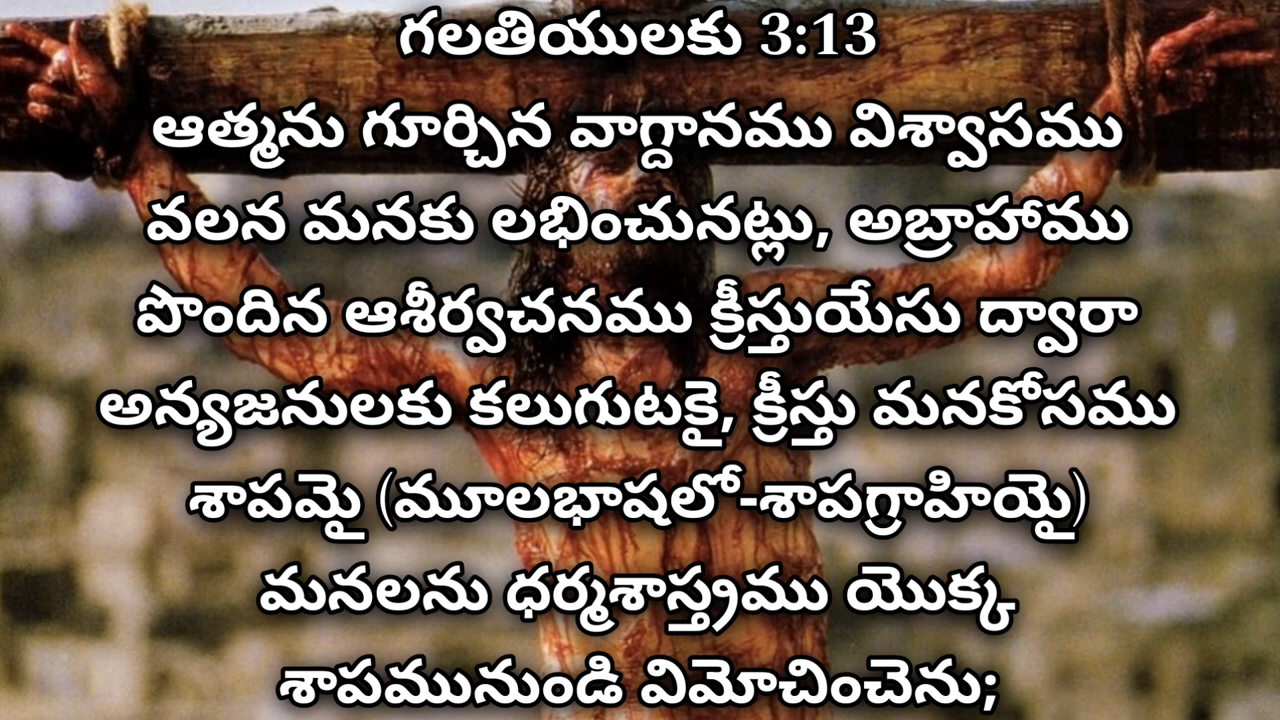 గలతియులకు 3:13
ఆత్మను గూర్చిన వాగ్దానము విశ్వాసము
వలన మనకు లభించునట్లు, అబ్రాహాము
పొందిన ఆశీర్వచనము క్రీస్తుయేసు ద్వారా
అన్యజనులకు కలుగుటకై, క్రీస్తు మనకోసము
శాపమై (మూలభాషలో-శాపగ్రాహియై)
మనలను ధర్మశాస్త్రము యొక్క
శాపమునుండి విమోచించెను;